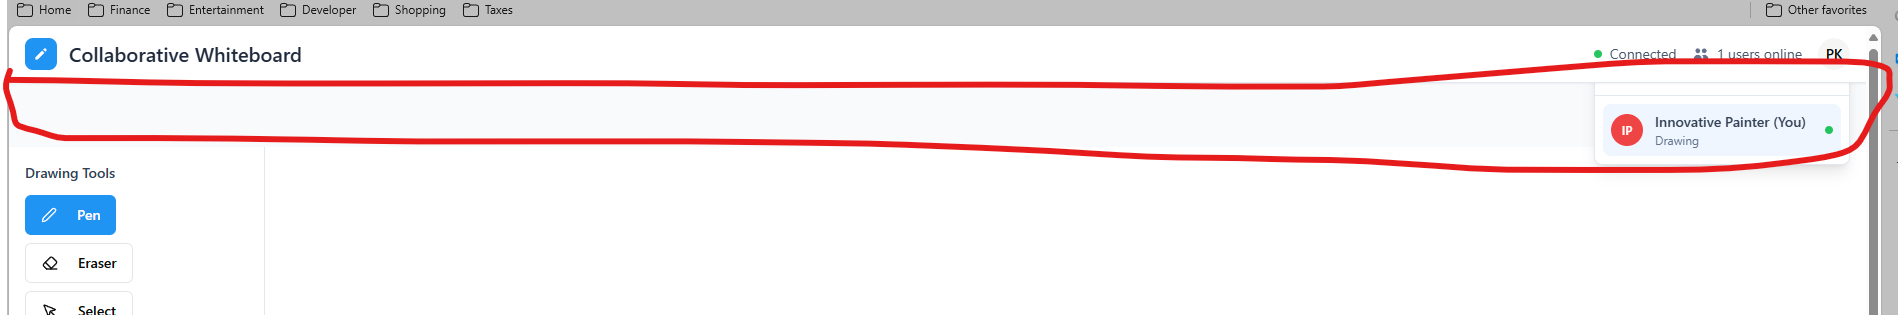 Home Finance Entertainment Developer Shopping Taxes Other favorites
Collaborative Whiteboard Connected 1 users online PK
IP Innovative Painter (You)
Drawing
Drawing Tools
Pen
Eraser
Select